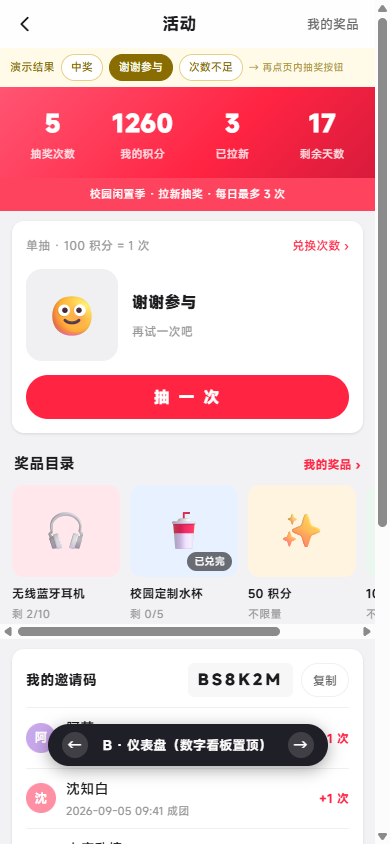 活动
我的奖品
演示结果 中奖 谢谢参与 次数不足 → 再点页内抽奖按钮
5 1260 3 17
抽奖次数 我的积分 已拉新 剩余天数
校园闲置季 · 拉新抽奖 · 每日最多 3 次
单抽 · 100 积分 = 1 次
兑换次数 ›
谢谢参与
再试一次吧
抽一次
奖品目录
我的奖品 ›
已兑完
无线蓝牙耳机 校园定制水杯 50 积分
剩 2/10 剩 0/5 不限量
我的邀请码
BS8K2M
复制
阿
1 次
← B · 仪表盘（数字看板置顶） →
沈
沈知白
2026-09-05 09:41 成团
+1 次